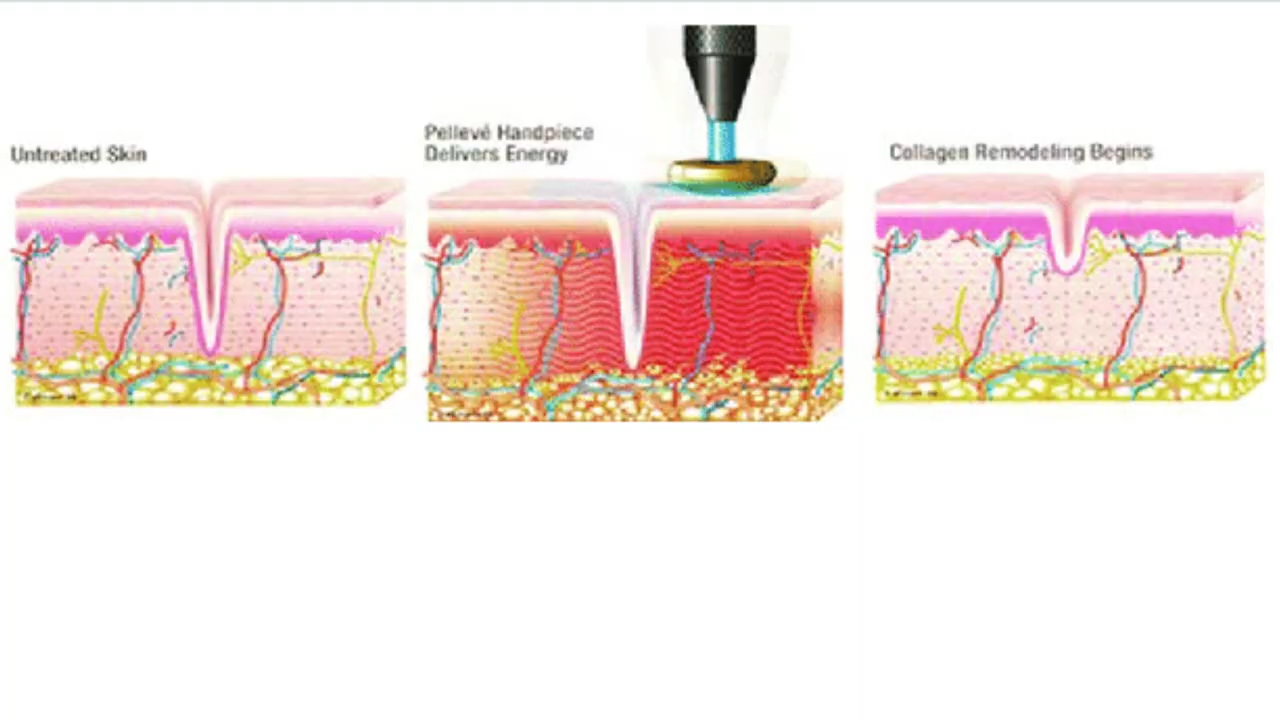 Untreated Skin
Pellevé Handpiece
Delivers Energy
Collagen Remodeling Begins